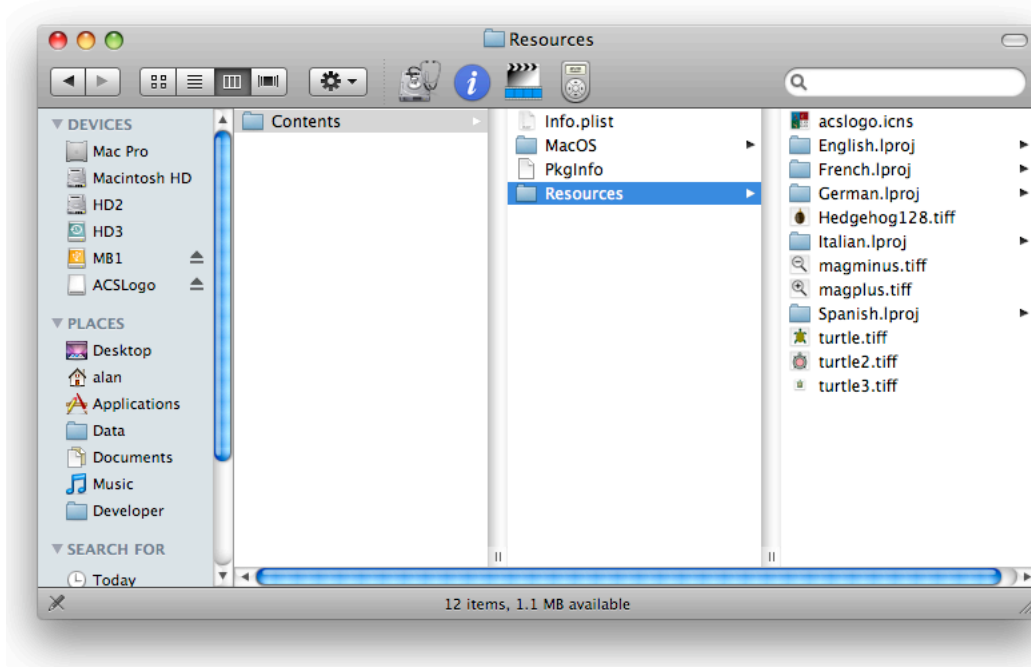 Resources
DEVICES
Mac Pro
Macintosh HD
HD2
HD3
MB1
ACSLogo
PLACES
Desktop
alan
Applications
Data
Documents
Music
Developer
SEARCH FOR
Today
Contents
Info.plist
MacOS
PkgInfo
Resources
acslogo.icns
English.lproj
French.lproj
German.lproj
Hedgehog128.tiff
Italian.lproj
magminus.tiff
magplus.tiff
Spanish.lproj
turtle.tiff
turtle2.tiff
turtle3.tiff
12 items, 1.1 MB available